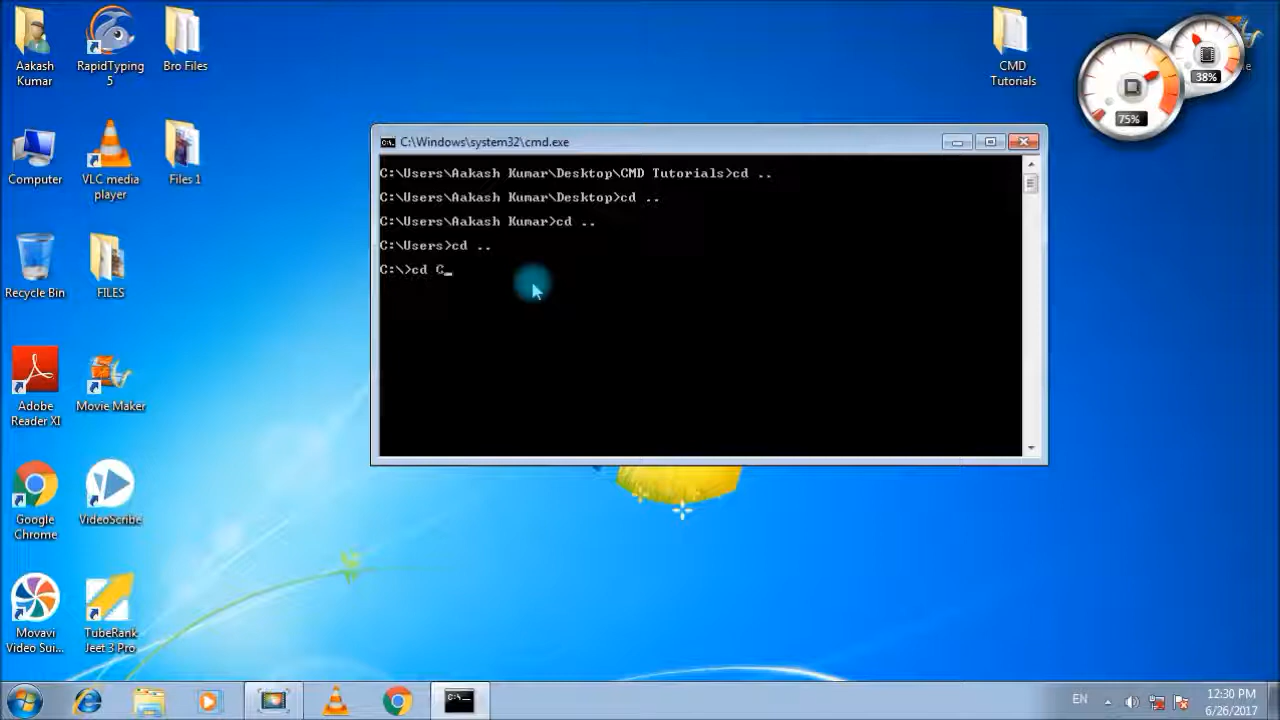 Aakash
Kumar
RapidTyping
5
Bro Files
CMD
Tutorials
38%
75%
Computer
VLC media
player
Files 1
C:\Windows\system32\cmd.exe
C:\Users\Aakash Kumar\Desktop\CMD Tutorials>cd ..
C:\Users\Aakash Kumar\Desktop>cd ..
C:\Users\Aakash Kumar>cd ..
C:\Users>cd ..
C:\>cd C_
Recycle Bin
FILES
Adobe
Reader XI
Movie Maker
Google
Chrome
VideoScribe
Movavi
Video Sui...
TubeRank
Jeet 3 Pro
C:\
EN
12:30 PM
6/26/2017